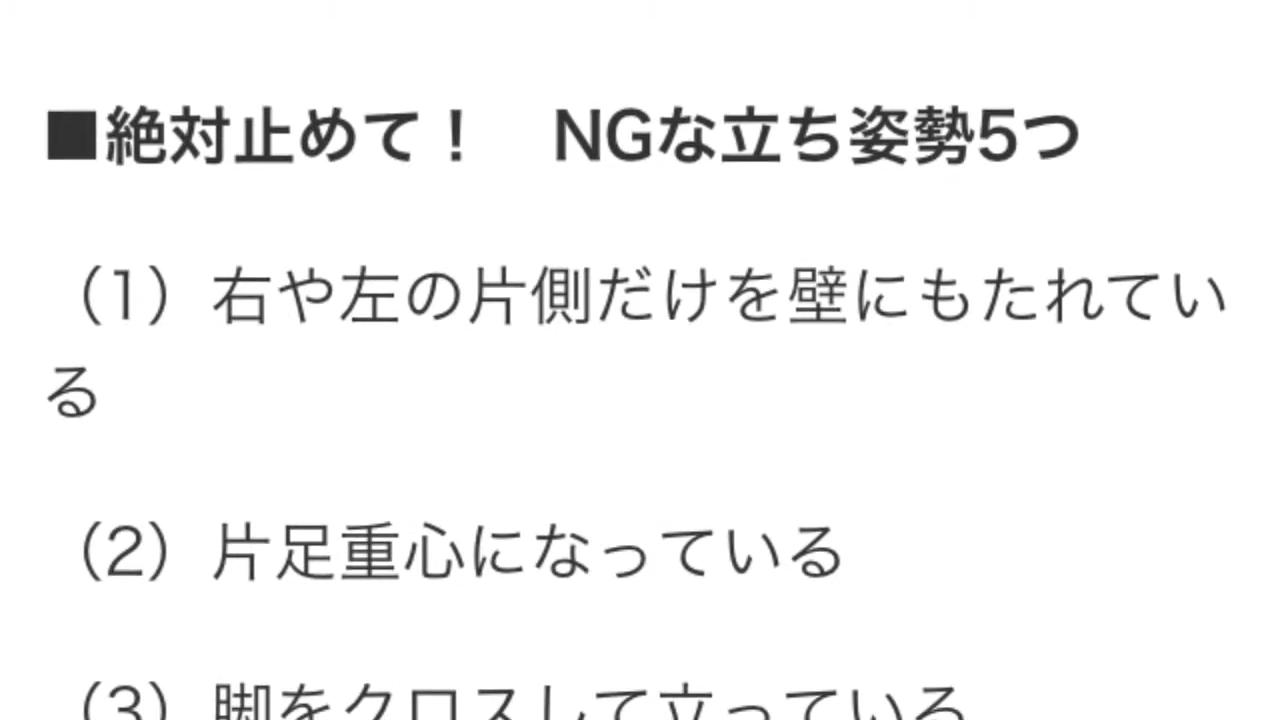 ■絶対止めて！　NGな立ち姿勢5つ
（1）右や左の片側だけを壁にもたれてい
る
（2）片足重心になっている
（3）脚をクロスして立っている